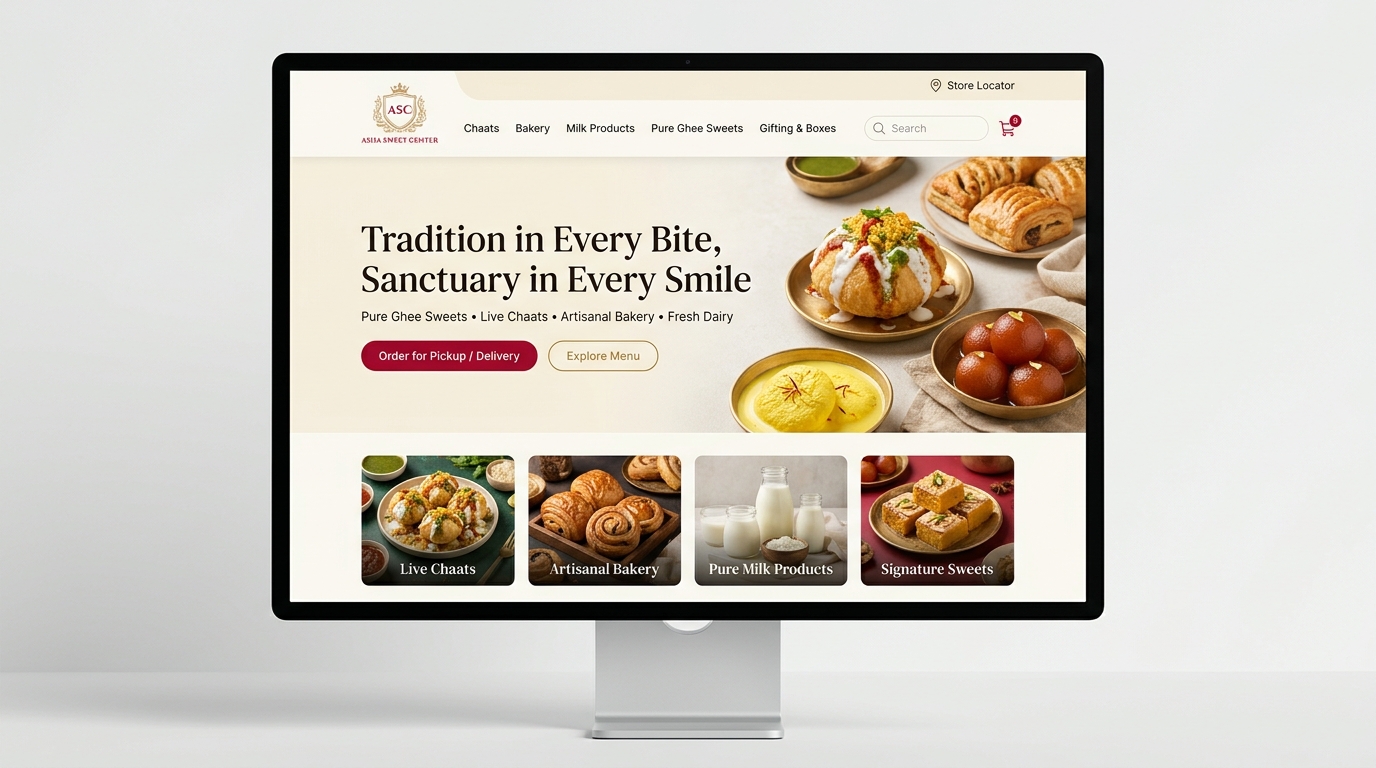 Store Locator
ASC
ASIIA SNEET CENTER
Chaats
Bakery
Milk Products
Pure Ghee Sweets
Gifting & Boxes
Search
9
Tradition in Every Bite,
Sanctuary in Every Smile
Pure Ghee Sweets • Live Chaats • Artisanal Bakery • Fresh Dairy
Order for Pickup / Delivery
Explore Menu
Live Chaats
Artisanal Bakery
Pure Milk Products
Signature Sweets